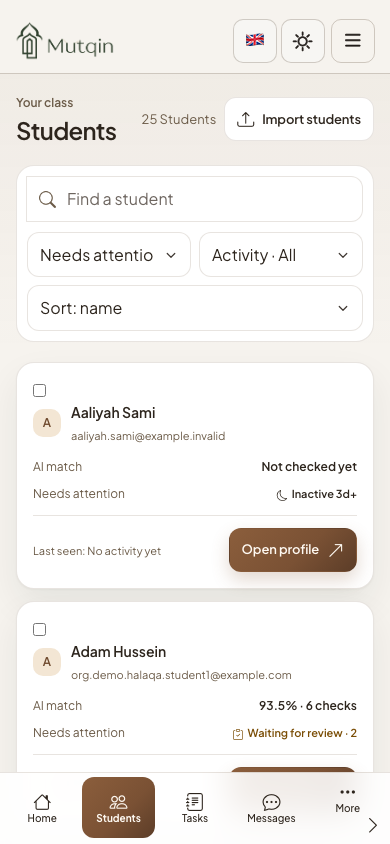 Mutqin
Your class
Students
25 Students
Import students
Find a student
Needs attentio
Activity · All
Sort: name
A
Aaliyah Sami
aaliyah.sami@example.invalid
AI match
Not checked yet
Needs attention
Inactive 3d+
Last seen: No activity yet
Open profile
A
Adam Hussein
org.demo.halaqa.student1@example.com
AI match
93.5% · 6 checks
Needs attention
Waiting for review · 2
Home
Students
Tasks
Messages
More